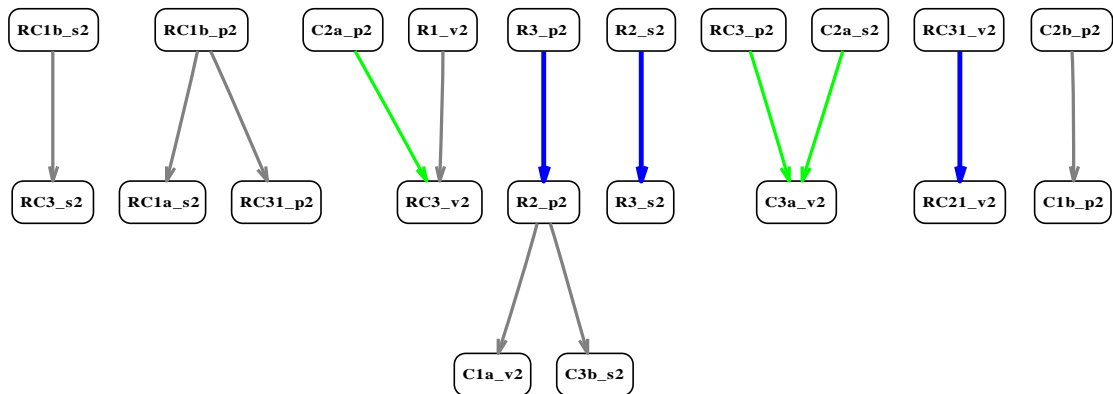 RC1b_s2 RC1b_p2 C2a_p2 R1_v2 R3_p2 R2_s2 RC3_p2 C2a_s2 RC31_v2 C2b_p2
RC3_s2 RC1a_s2 RC31_p2 RC3_v2 R2_p2 R3_s2 C3a_v2 RC21_v2 C1b_p2
C1a_v2 C3b_s2